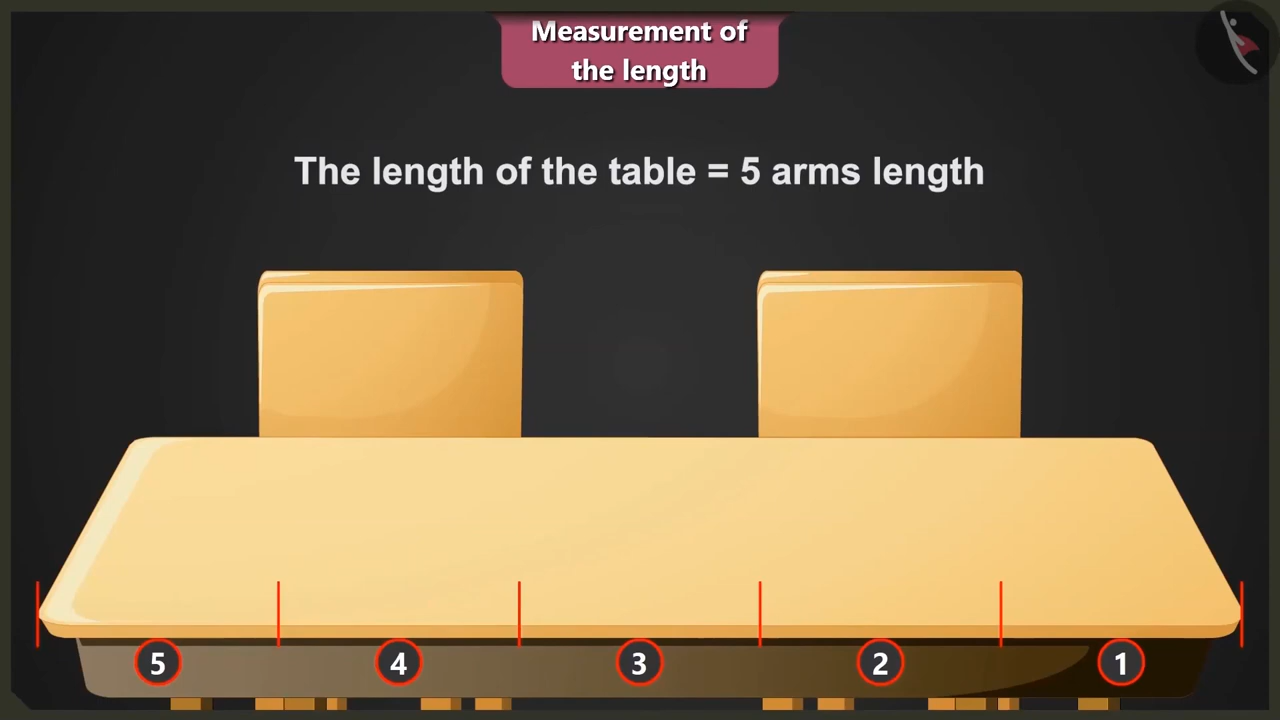 Measurement of
the length
The length of the table = 5 arms length
5 4 3 2 1